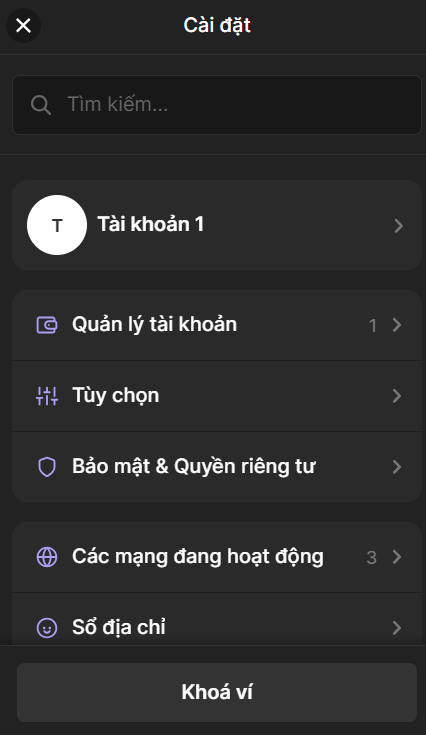 Cài đặt
Tìm kiếm...
T
Tài khoản 1
Quản lý tài khoản 1
Tùy chọn
Bảo mật & Quyền riêng tư
Các mạng đang hoạt động 3
Sổ địa chỉ
Khoá ví